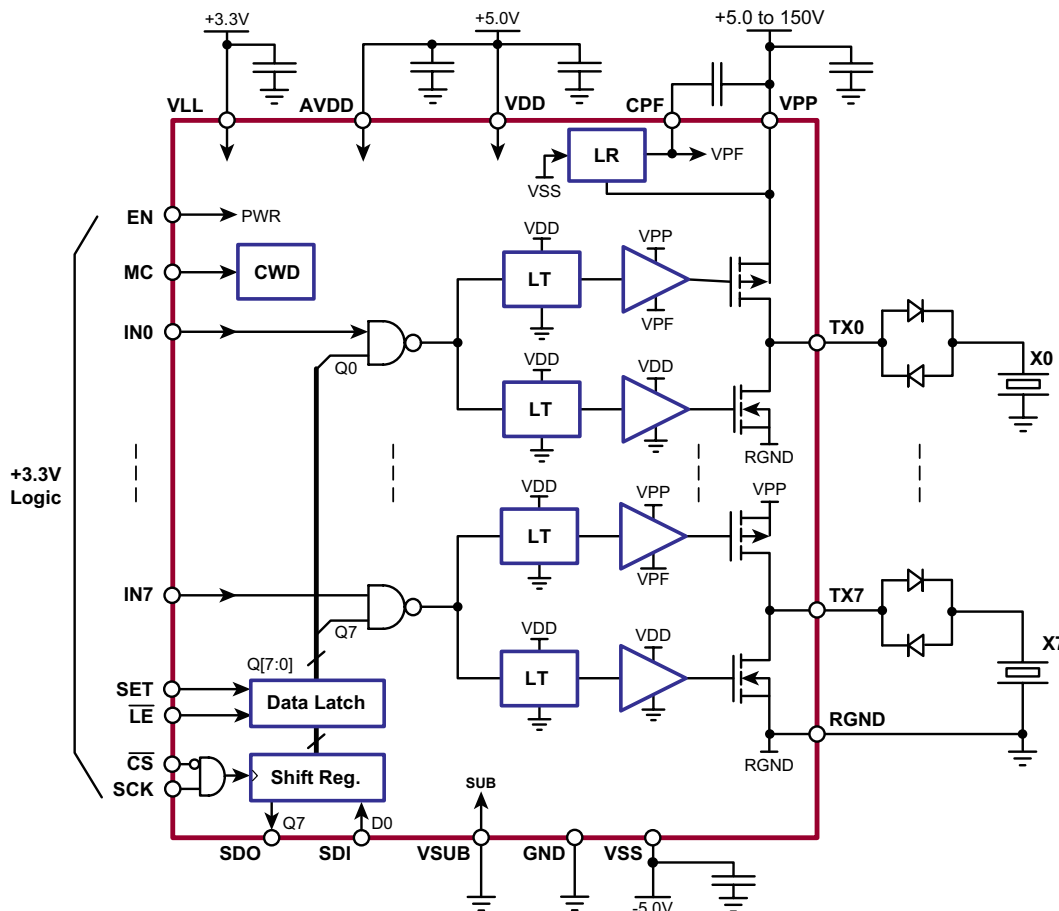 +3.3V
+5.0V
+5.0 to 150V
VLL
AVDD
VDD
CPF
VPP
LR
VPF
VSS
EN
PWR
MC
CWD
VDD
LT
VPP
VPF
IN0
Q0
TX0
X0
VDD
LT
VDD
RGND
+3.3V
Logic
VDD
LT
VPP
VPF
VPP
IN7
Q7
TX7
X7
VDD
LT
VDD
Q[7:0]
SET
LE
Data Latch
RGND
RGND
CS
SCK
Shift Reg.
SUB
Q7
D0
SDO
SDI
VSUB
GND
VSS
-5.0V